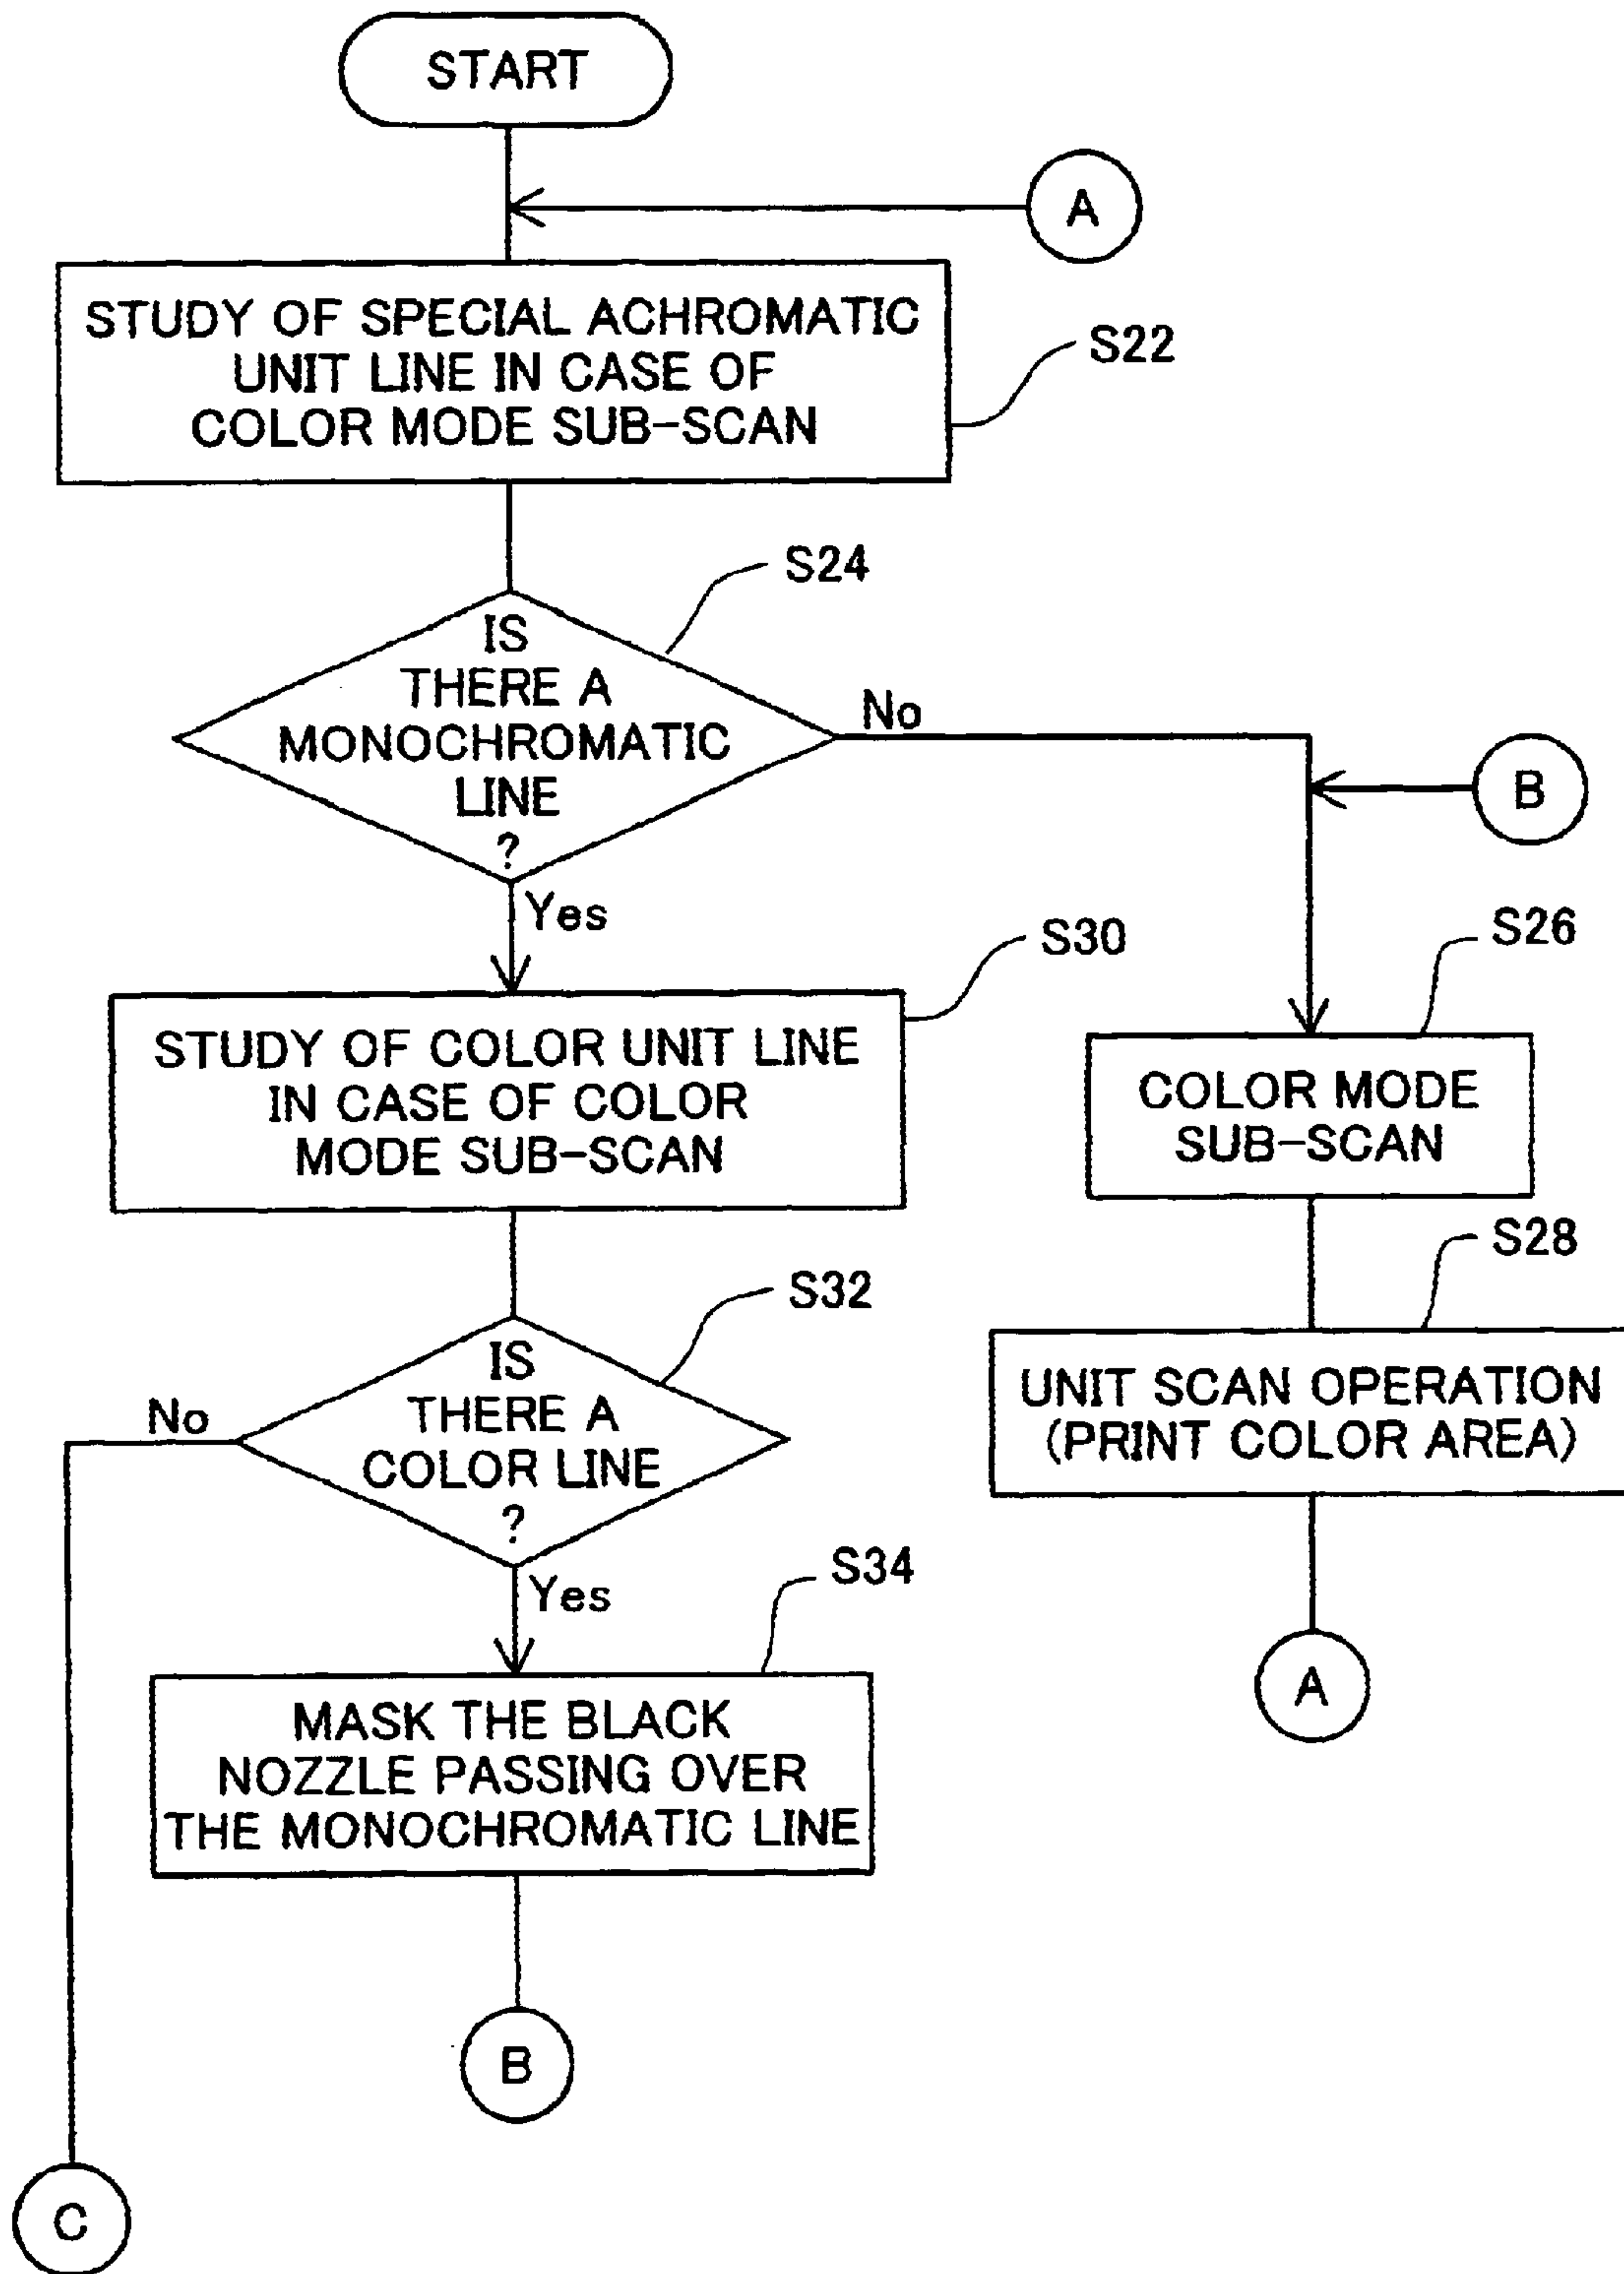 START
A
STUDY OF SPECIAL ACHROMATIC
UNIT LINE IN CASE OF
COLOR MODE SUB-SCAN
S22
S24
IS
THERE A
MONOCHROMATIC
LINE
?
No
B
Yes
S30
S26
STUDY OF COLOR UNIT LINE
IN CASE OF COLOR
MODE SUB-SCAN
COLOR MODE
SUB-SCAN
S28
S32
IS
THERE A
COLOR LINE
?
No
UNIT SCAN OPERATION
(PRINT COLOR AREA)
Yes
S34
A
MASK THE BLACK
NOZZLE PASSING OVER
THE MONOCHROMATIC LINE
B
C